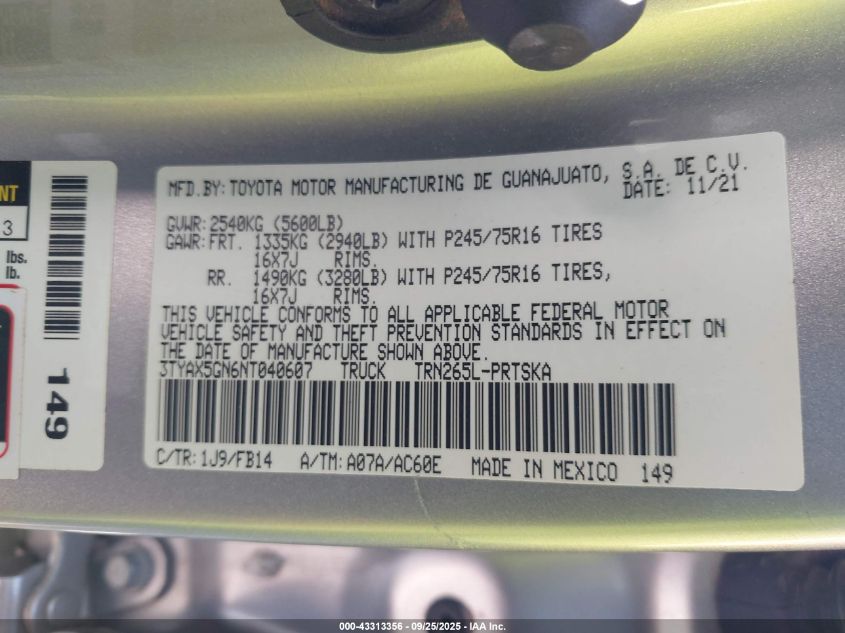 NT
3
lbs.
lb.
149
MFD.BY:TOYOTA MOTOR MANUFACTURING DE GUANAJUATO, S.A. DE C.V.
DATE: 11/21
GVWR:2540KG (5600LB)
GAWR:FRT. 1335KG (2940LB) WITH P245/75R16 TIRES
16X7J RIMS.
RR. 1490KG (3280LB) WITH P245/75R16 TIRES,
16X7J RIMS.
THIS VEHICLE CONFORMS TO ALL APPLICABLE FEDERAL MOTOR
VEHICLE SAFETY AND THEFT PREVENTION STANDARDS IN EFFECT ON
THE DATE OF MANUFACTURE SHOWN ABOVE.
3TYAX5GN6NT040607 TRUCK TRN265L-PRTSKA
C/TR:1J9/FB14 A/TM:A07A/AC60E MADE IN MEXICO 149
000-43313356 - 09/25/2025 - IAA Inc.